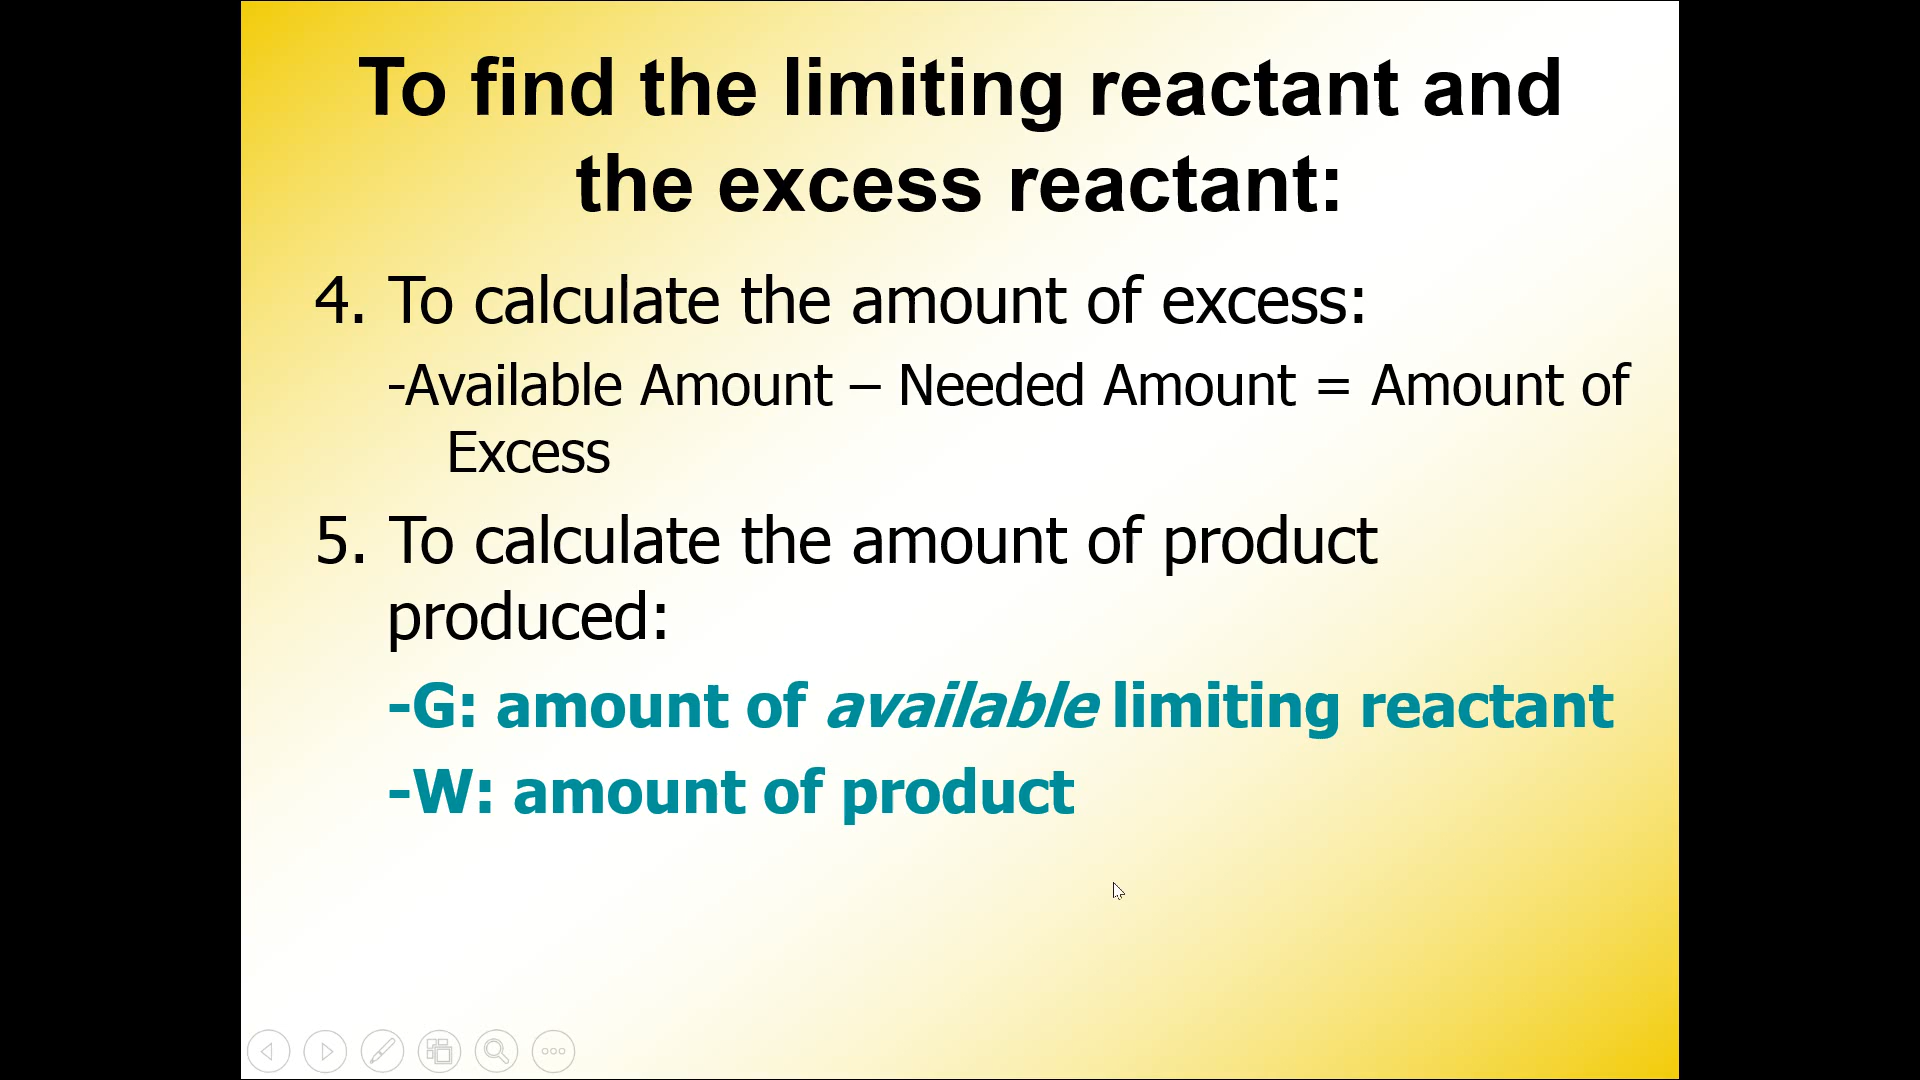 To find the limiting reactant and
the excess reactant:
4. To calculate the amount of excess:
-Available Amount – Needed Amount = Amount of
Excess
5. To calculate the amount of product
produced:
-G: amount of available limiting reactant
-W: amount of product